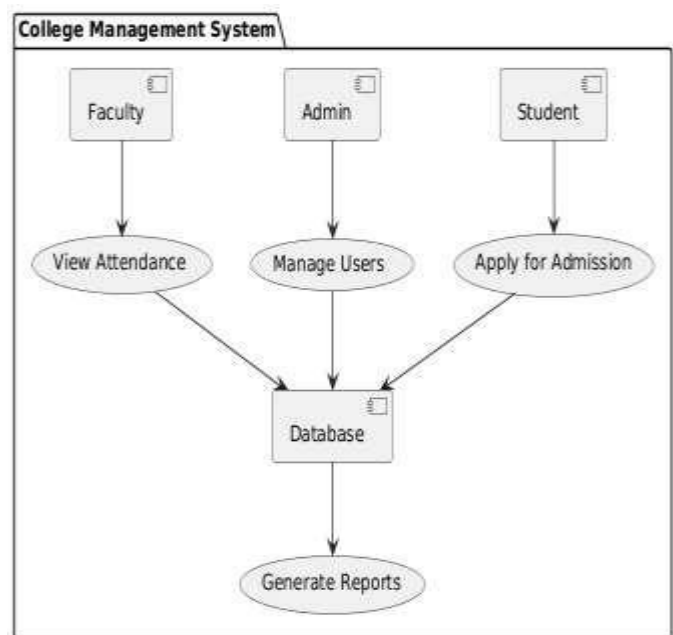 College Management System
Faculty
Admin
Student
View Attendance
Manage Users
Apply for Admission
Database
Generate Reports